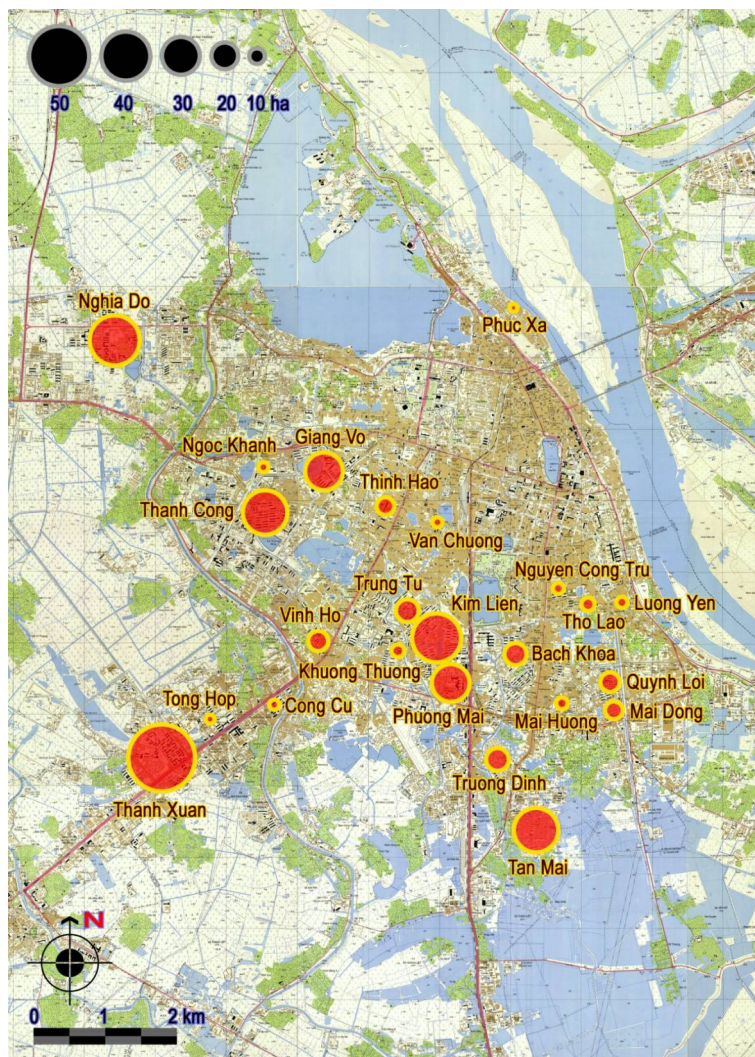 50 40 30 20 10 ha
Nghia Do
Phuc Xa
Ngoc Khanh
Giang Vo
Thinh Hao
Thanh Cong
Van Chuong
Nguyen Cong Tru
Trung Tu
Kim Lien
Luong Yen
Tho Lao
Vinh Ho
Khuong Thuong
Bach Khoa
Quynh Loi
Tong Hop
Cong Cu
Phuong Mai
Mai Huong
Mai Dong
Thanh Xuan
Truong Dinh
Tan Mai
N
0 1 2 km